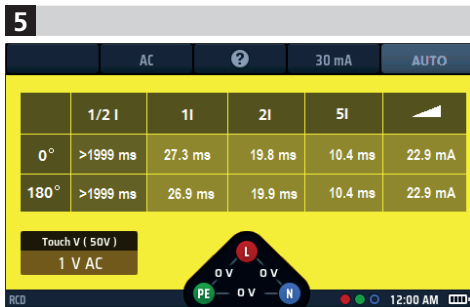 5
AC ? 30 mA AUTO
1/2 I 1I 2I 5I
0° >1999 ms 27.3 ms 19.8 ms 10.4 ms 22.9 mA
180° >1999 ms 26.9 ms 19.9 ms 10.4 ms 22.9 mA
Touch V ( 50V )
1 V AC
L
0 V 0 V
PE 0 V N
RCD 12:00 AM